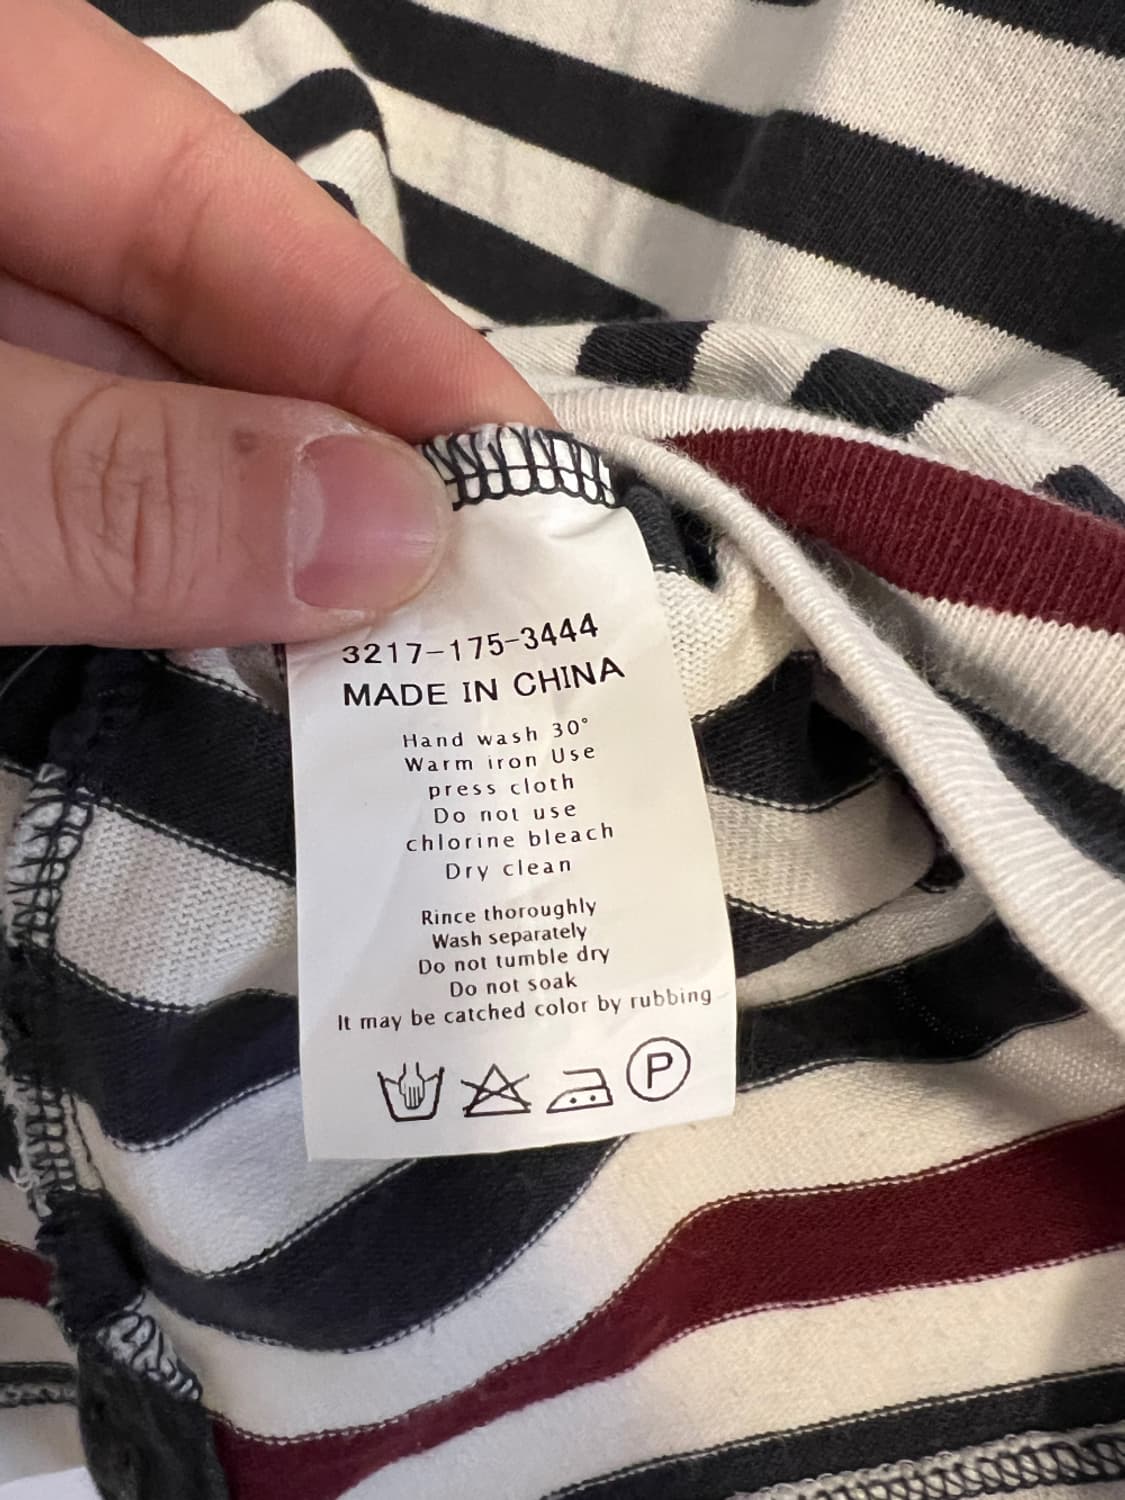 3217-175-3444
MADE IN CHINA
Hand wash 30°
Warm iron Use
press cloth
Do not use
chlorine bleach
Dry clean
Rince thoroughly
Wash separately
Do not tumble dry
Do not soak
It may be catched color by rubbing
P